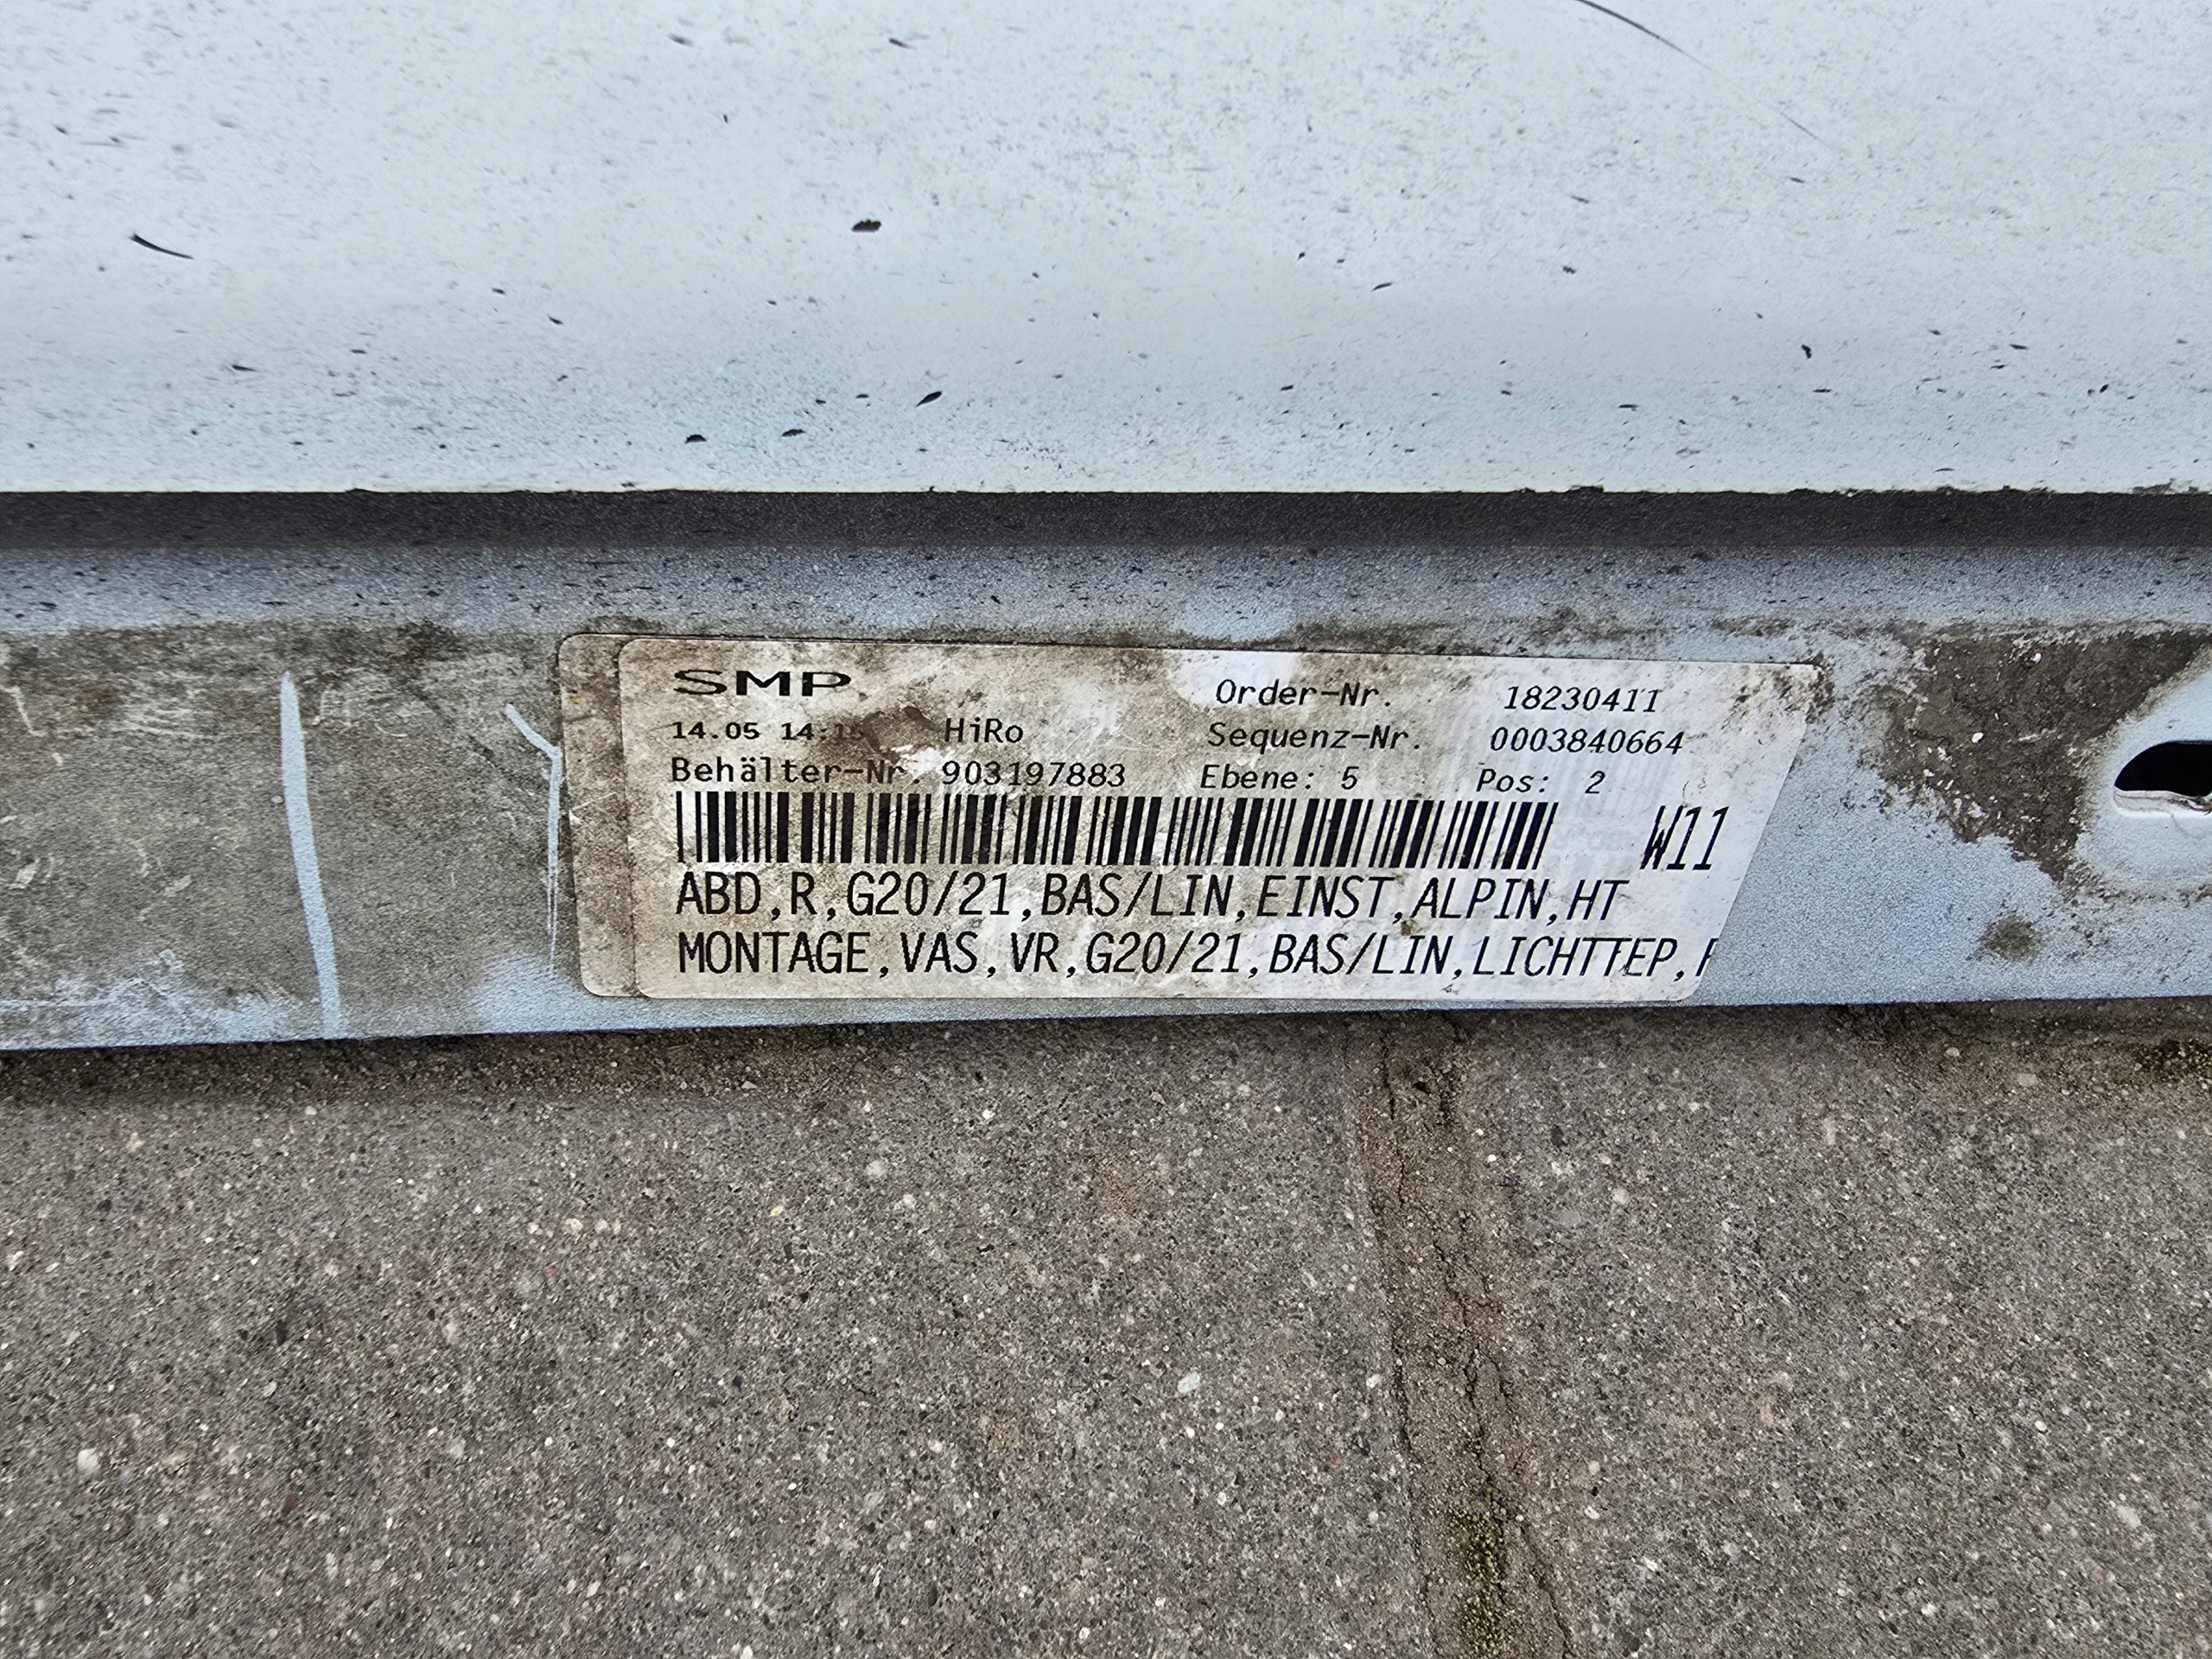 SMP
Order-Nr. 18230411
14.05 14:15 HiRo Sequenz-Nr. 0003840664
Behälter-Nr. 903197883 Ebene: 5 Pos: 2
W11
ABD,R,G20/21,BAS/LIN,EINST,ALPIN,HT
MONTAGE,VAS,VR,G20/21,BAS/LIN,LICHTTEP,